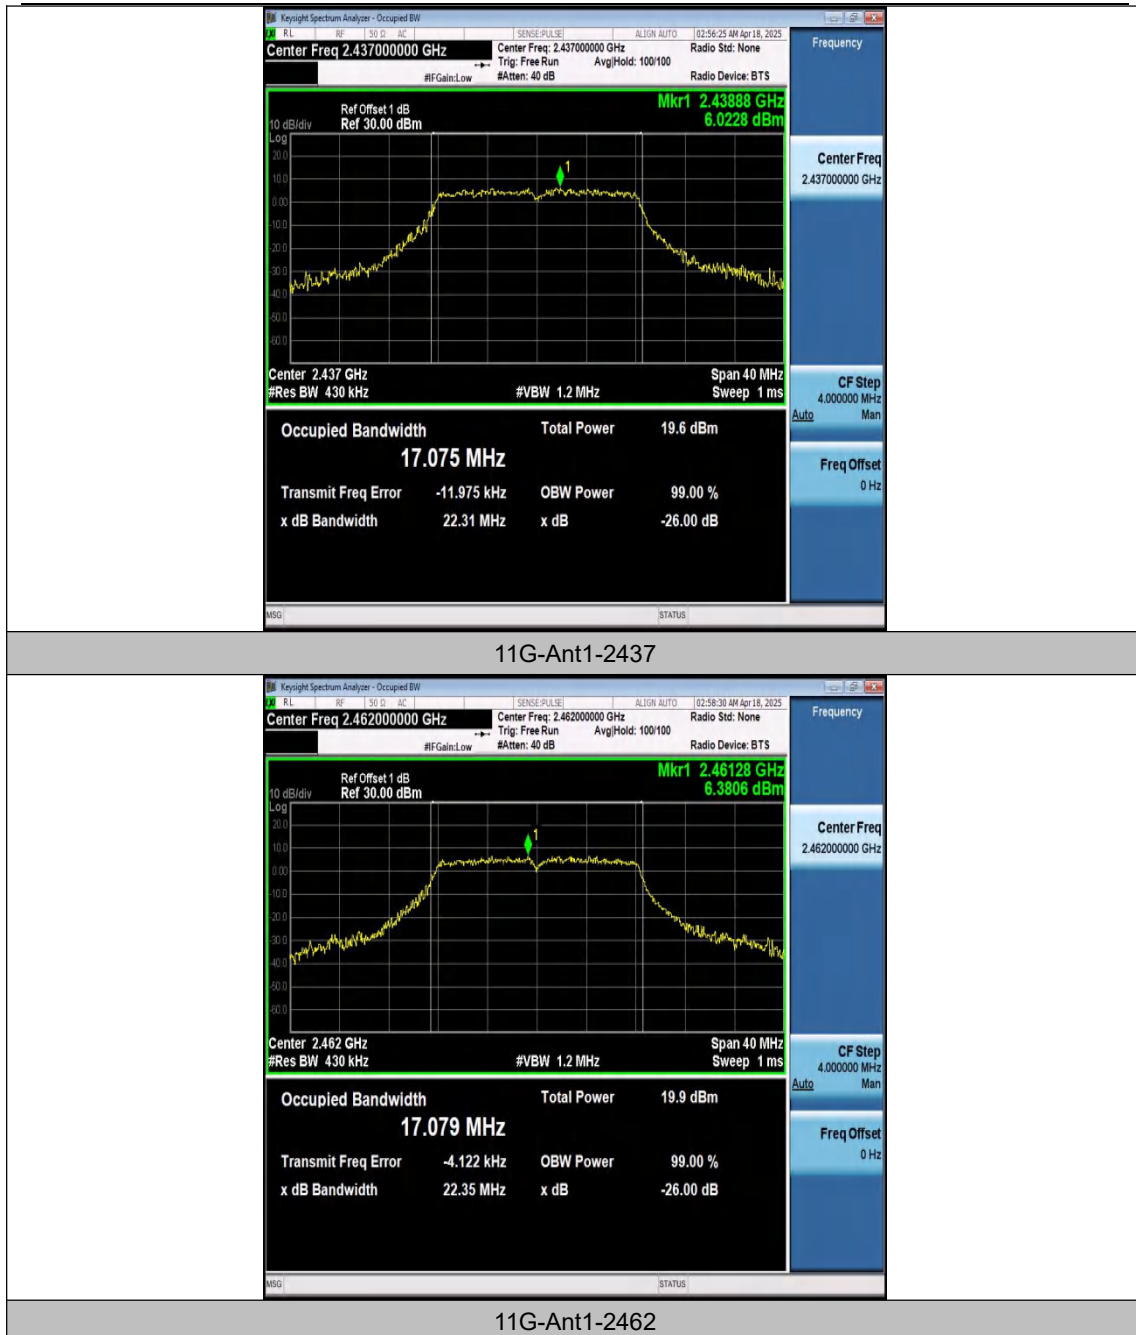 Keysight Spectrum Analyzer - Occupied BW
RL RF 50 Ω AC SENSE:PULSE ALIGN AUTO 02:56:25 AM Apr 18, 2025
Center Freq 2.437000000 GHz Center Freq: 2.437000000 GHz Radio Std: None Frequency
Trig: Free Run Avg|Hold: 100/100
#IFGain:Low #Atten: 40 dB Radio Device: BTS
Mkr1 2.43888 GHz
6.0228 dBm
Ref Offset 1 dB
10 dB/div Ref 30.00 dBm
Log
20.0
10.0
0.00
-10.0
-20.0
-30.0
-40.0
-50.0
-60.0
1
Center Freq
2.437000000 GHz
Center 2.437 GHz Span 40 MHz
#Res BW 430 kHz #VBW 1.2 MHz Sweep 1 ms
CF Step
4.000000 MHz
Auto Man
Occupied Bandwidth Total Power 19.6 dBm
17.075 MHz
Transmit Freq Error -11.975 kHz OBW Power 99.00 %
x dB Bandwidth 22.31 MHz x dB -26.00 dB
Freq Offset
0 Hz
MSG STATUS
11G-Ant1-2437
Keysight Spectrum Analyzer - Occupied BW
RL RF 50 Ω AC SENSE:PULSE ALIGN AUTO 02:58:30 AM Apr 18, 2025
Center Freq 2.462000000 GHz Center Freq: 2.462000000 GHz Radio Std: None Frequency
Trig: Free Run Avg|Hold: 100/100
#IFGain:Low #Atten: 40 dB Radio Device: BTS
Mkr1 2.46128 GHz
6.3806 dBm
Ref Offset 1 dB
10 dB/div Ref 30.00 dBm
Log
20.0
10.0
0.00
-10.0
-20.0
-30.0
-40.0
-50.0
-60.0
1
Center Freq
2.462000000 GHz
Center 2.462 GHz Span 40 MHz
#Res BW 430 kHz #VBW 1.2 MHz Sweep 1 ms
CF Step
4.000000 MHz
Auto Man
Occupied Bandwidth Total Power 19.9 dBm
17.079 MHz
Transmit Freq Error -4.122 kHz OBW Power 99.00 %
x dB Bandwidth 22.35 MHz x dB -26.00 dB
Freq Offset
0 Hz
MSG STATUS
11G-Ant1-2462